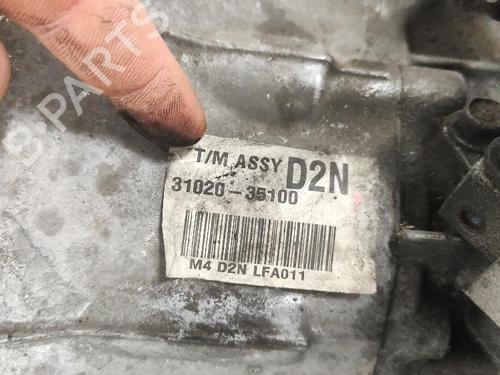 B-PARTS
T/M ASSY D2N
31020-35100
M4 D2N LFA011